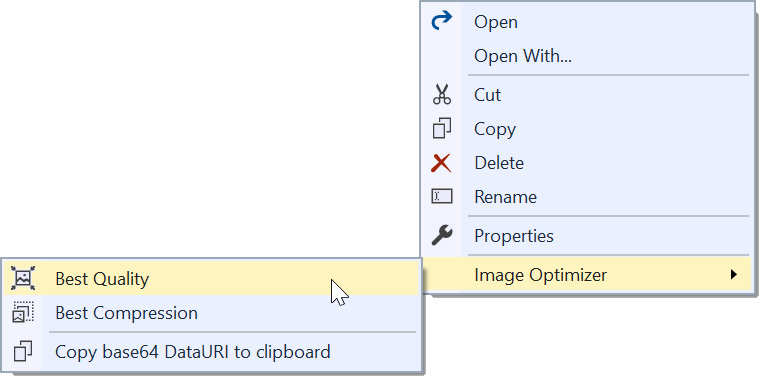 Open
Open With...
Cut
Copy
Delete
Rename
Properties
Image Optimizer
Best Quality
Best Compression
Copy base64 DataURI to clipboard